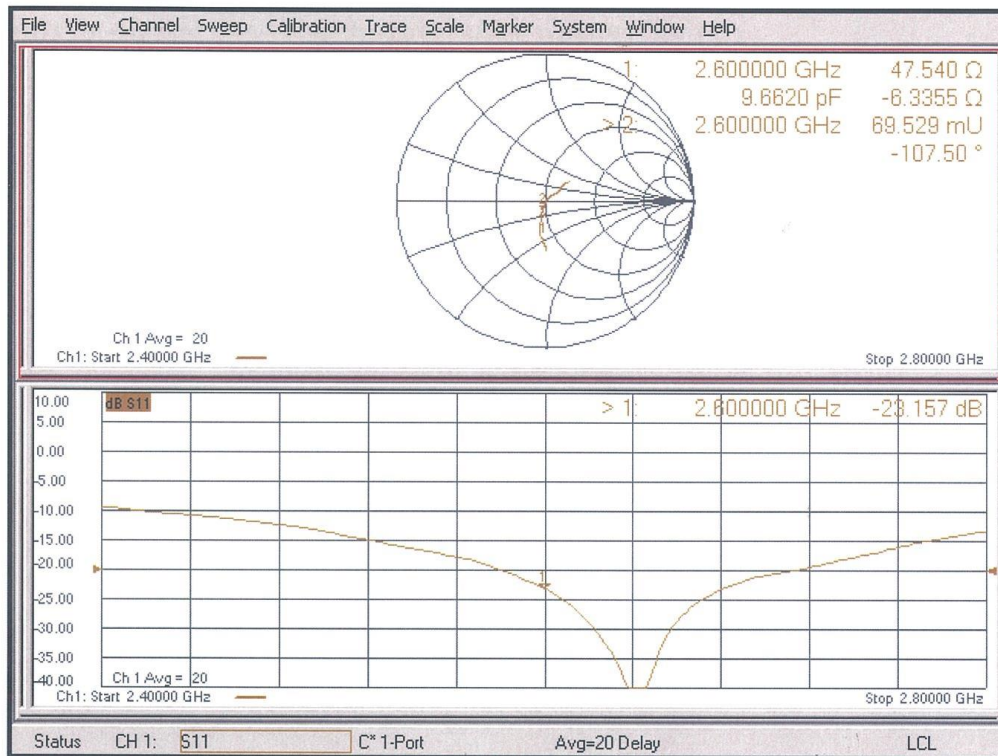 File View Channel Sweep Calibration Trace Scale Marker System Window Help
1: 2.600000 GHz 47.540 Ω
9.6620 pF -6.3355 Ω
> 2: 2.600000 GHz 69.529 mU
-107.50 °
2
1
Ch 1 Avg = 20
Ch1: Start 2.40000 GHz Stop 2.80000 GHz
10.00 dB S11 > 1: 2.600000 GHz -23.157 dB
5.00
0.00
-5.00
-10.00
-15.00
-20.00
1
-25.00
-30.00
-35.00
-40.00 Ch 1 Avg = 20
Ch1: Start 2.40000 GHz Stop 2.80000 GHz
Status CH 1: S11 C* 1-Port Avg=20 Delay LCL